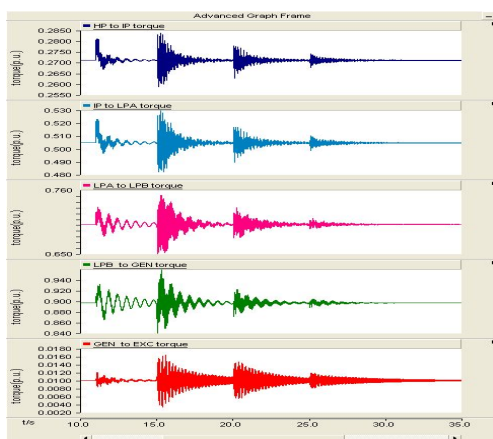 Advanced Graph Frame
HP to IP torque
0.2850
0.2800
0.2750
0.2700
0.2650
0.2600
0.2550
torque(p.u.)
IP to LPA torque
0.530
0.520
0.510
0.500
0.490
0.480
torque(p.u.)
LPA to LPB torque
0.760
0.650
torque(p.u.)
LPB to GEN torque
0.940
0.920
0.900
0.880
0.860
0.840
torque(p.u.)
GEN to EXC torque
0.0180
0.0160
0.0140
0.0120
0.0100
0.0080
0.0060
0.0040
0.0020
torque(p.u.)
t/s 10.0 15.0 20.0 25.0 30.0 35.0